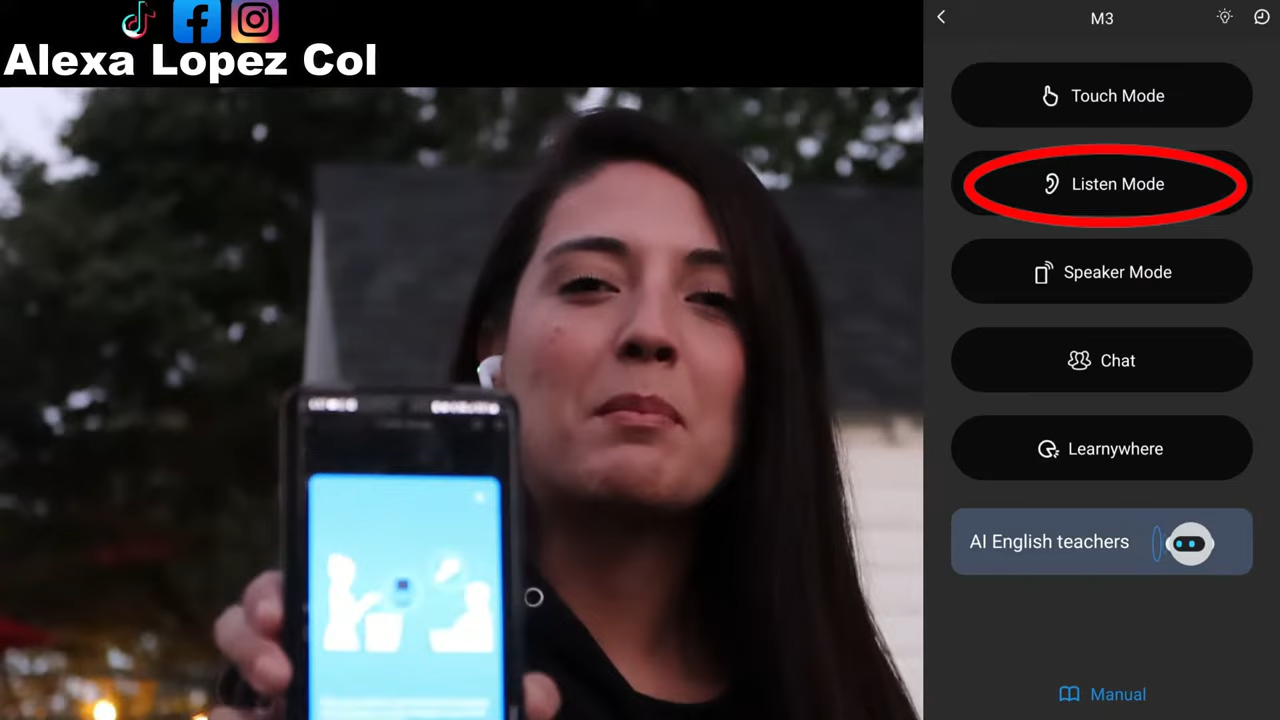 Alexa Lopez Col
M3
Touch Mode
Listen Mode
Speaker Mode
Chat
Learnywhere
AI English teachers
Manual